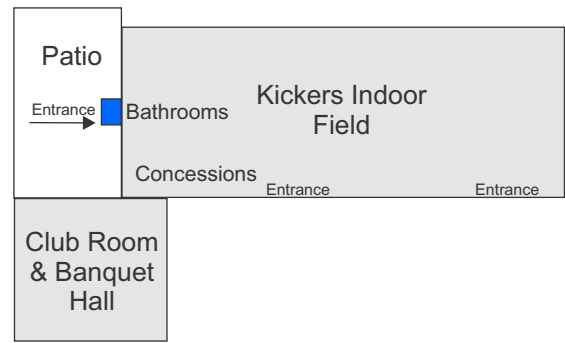 Patio
Entrance
Bathrooms
Kickers Indoor
Field
Concessions
Entrance
Entrance
Club Room
& Banquet
Hall